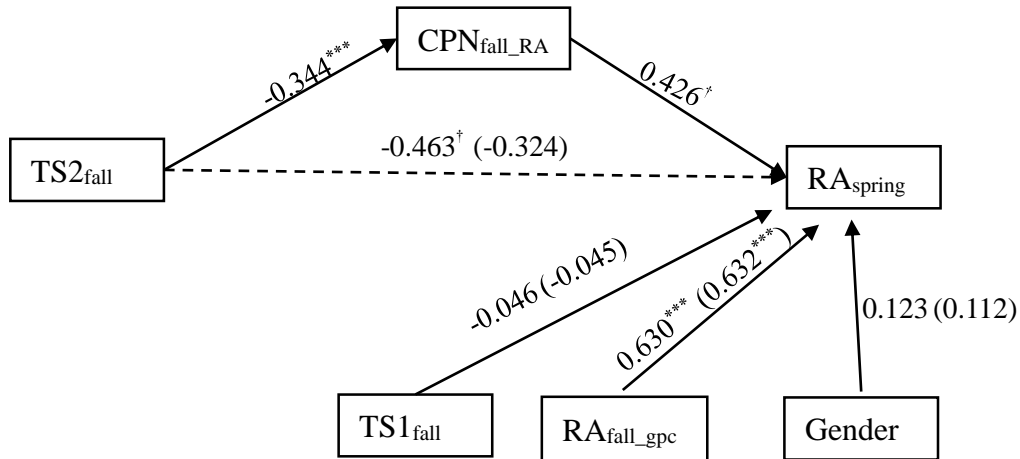 CPNfall_RA
-0.344***
0.426†
-0.463† (-0.324)
TS2fall
RAspring
-0.046 (-0.045)
0.630*** (0.632***)
0.123 (0.112)
TS1fall
RAfall_gpc
Gender